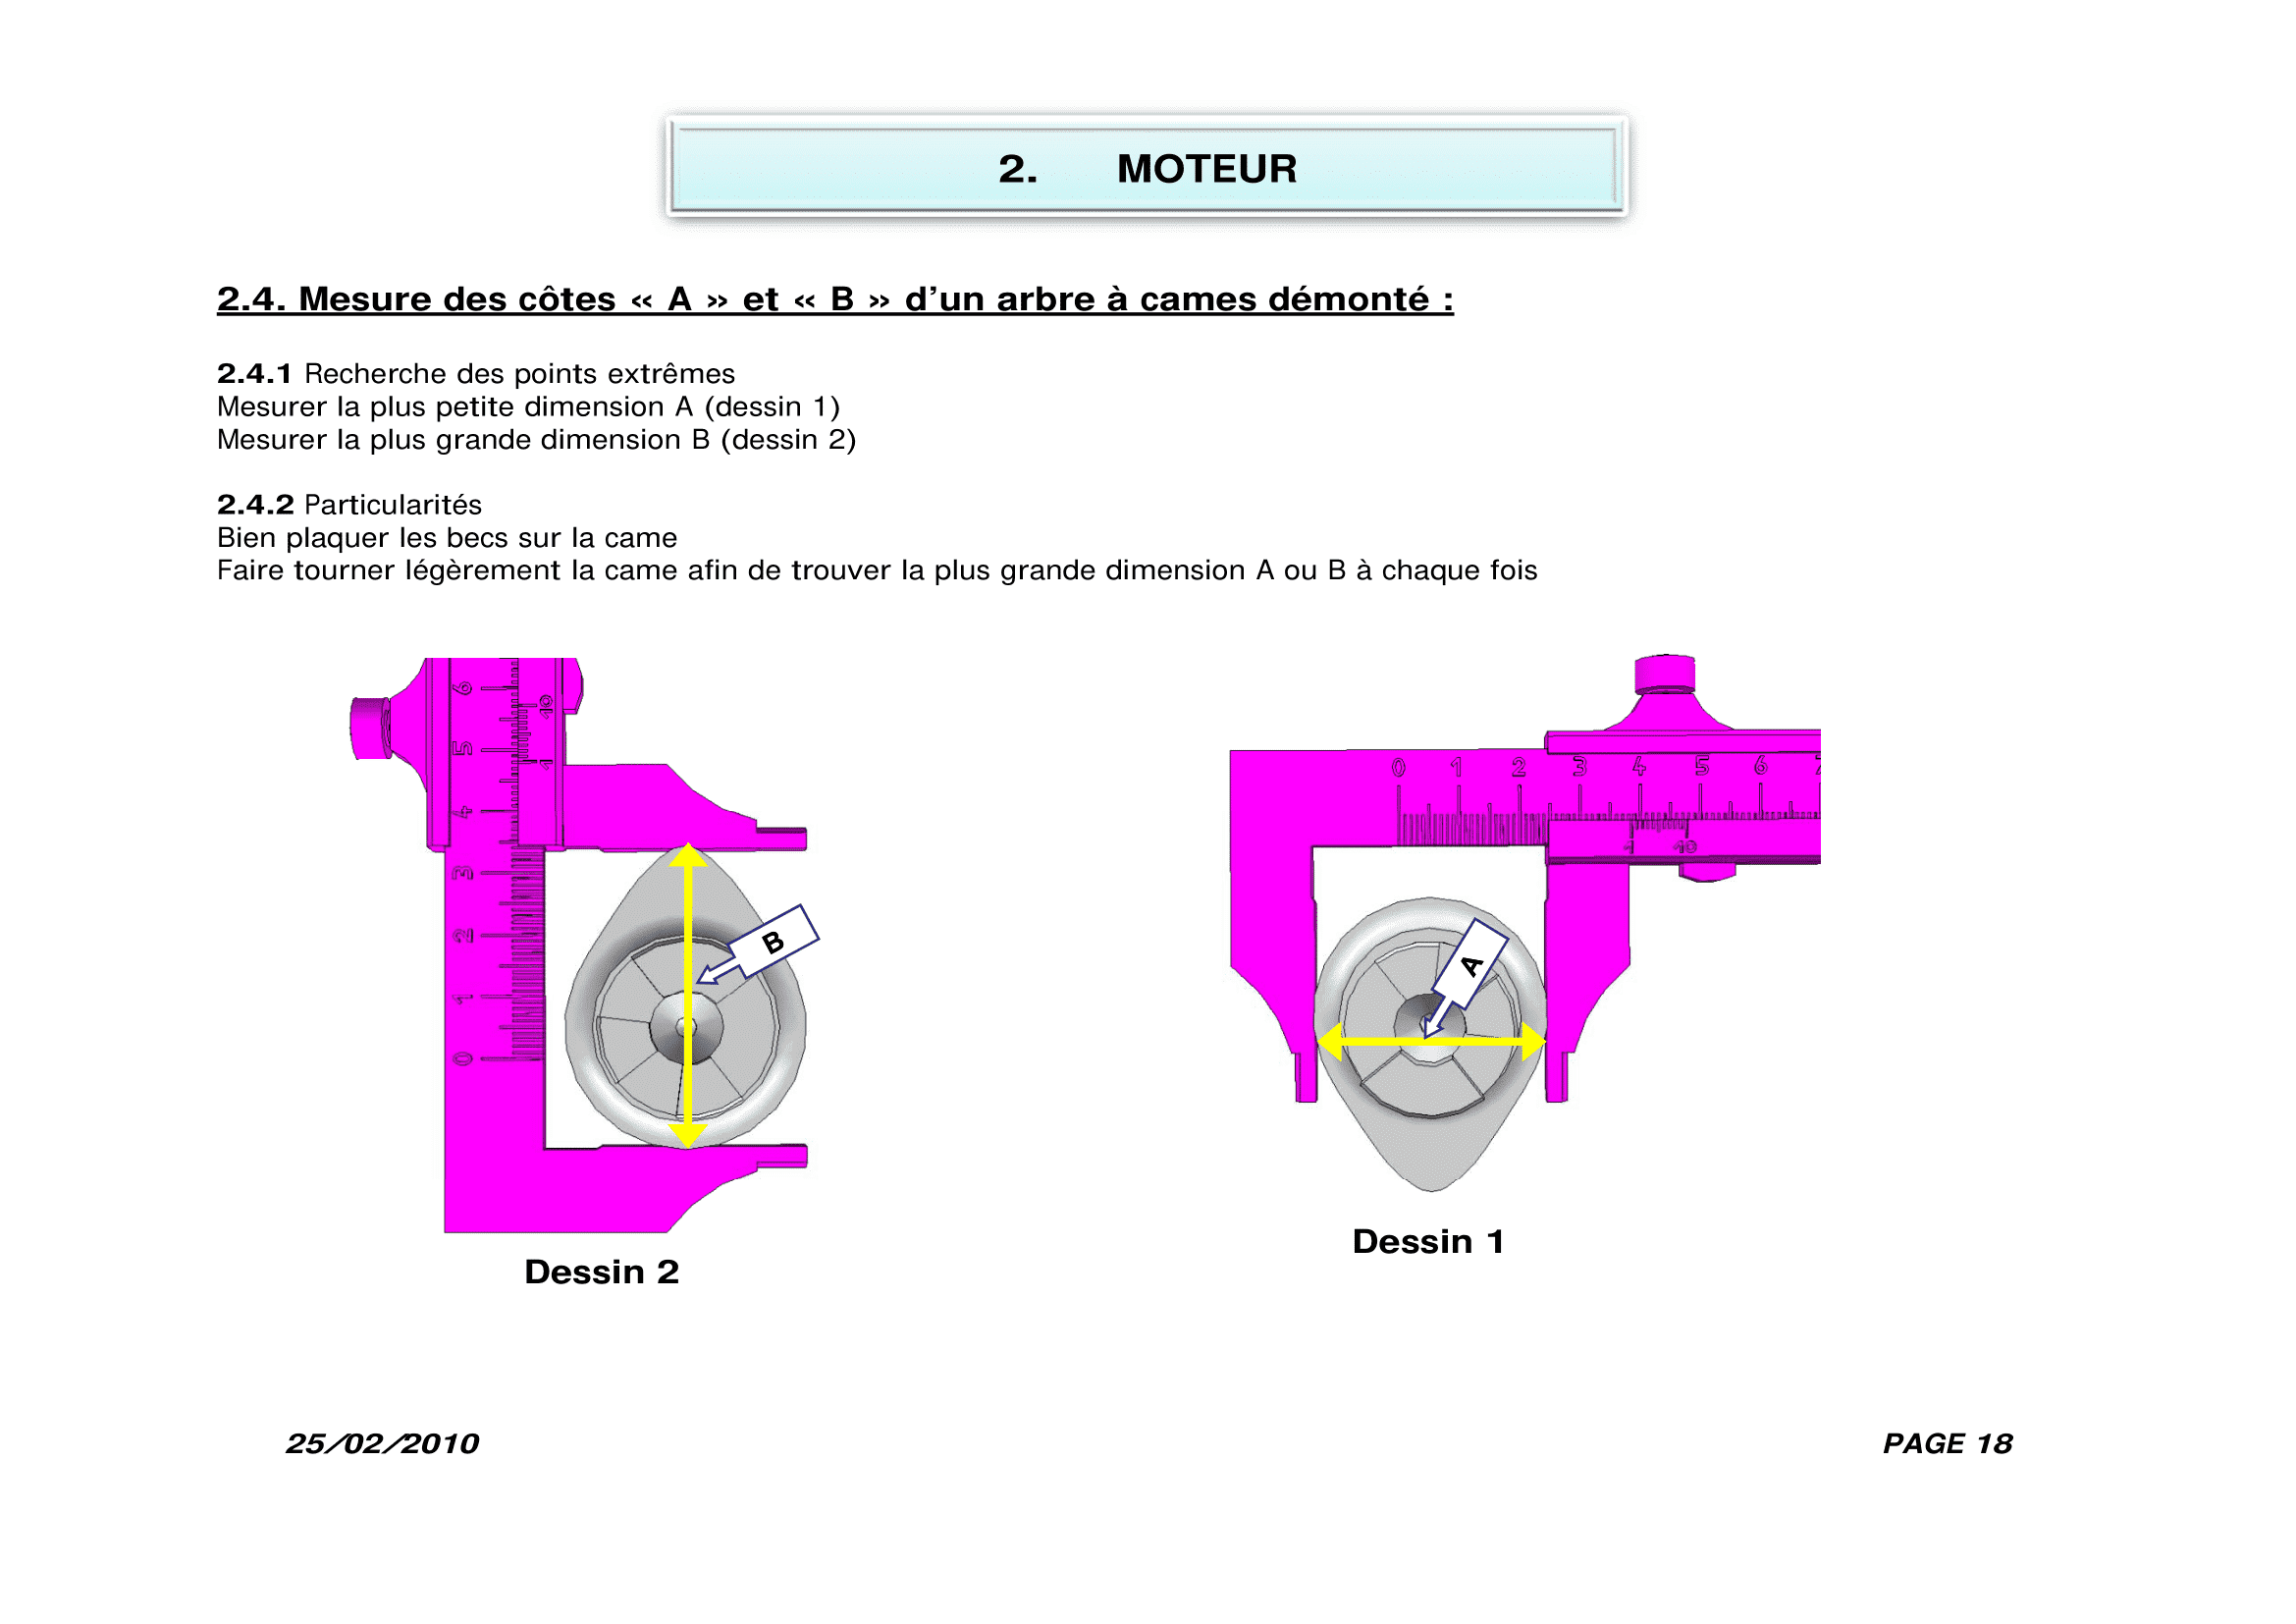 2. MOTEUR
2.4. Mesure des côtes « A » et « B » d’un arbre à cames démonté :
2.4.1 Recherche des points extrêmes
Mesurer la plus petite dimension A (dessin 1)
Mesurer la plus grande dimension B (dessin 2)
2.4.2 Particularités
Bien plaquer les becs sur la came
Faire tourner légèrement la came afin de trouver la plus grande dimension A ou B à chaque fois
6
5
4
3
2
1
0
10
1
B
Dessin 2
0 1 2 3 4 5 6 7
1 10
A
Dessin 1
25/02/2010
PAGE 18